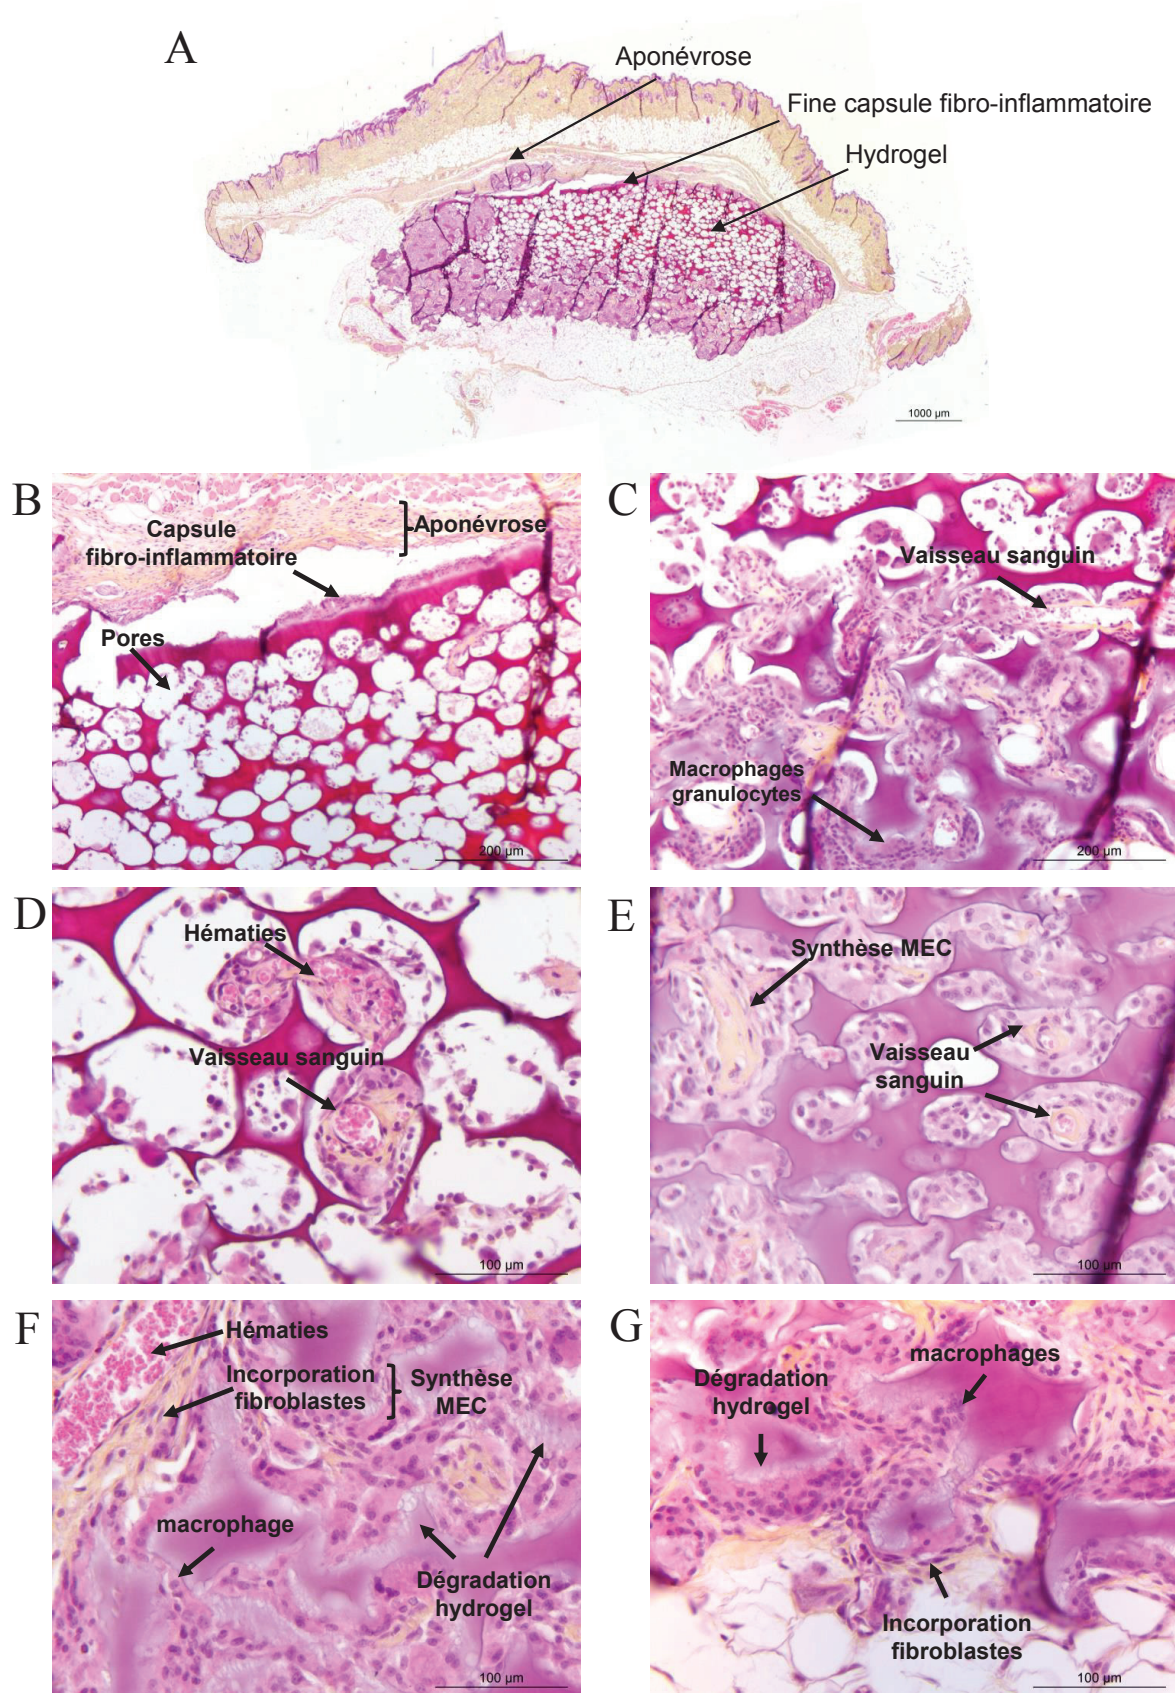 A
Aponévrose
Fine capsule fibro-inflammatoire
Hydrogel
1000 µm
B
Capsule
fibro-inflammatoire
Aponévrose
Pores
200 µm
C
Vaisseau sanguin
Macrophages
granulocytes
200 µm
D
Hématies
Vaisseau sanguin
100 µm
E
Synthèse MEC
Vaisseau
sanguin
100 µm
F
Hématies
Incorporation
fibroblastes
Synthèse
MEC
macrophage
Dégradation
hydrogel
100 µm
G
macrophages
Dégradation
hydrogel
Incorporation
fibroblastes
100 µm